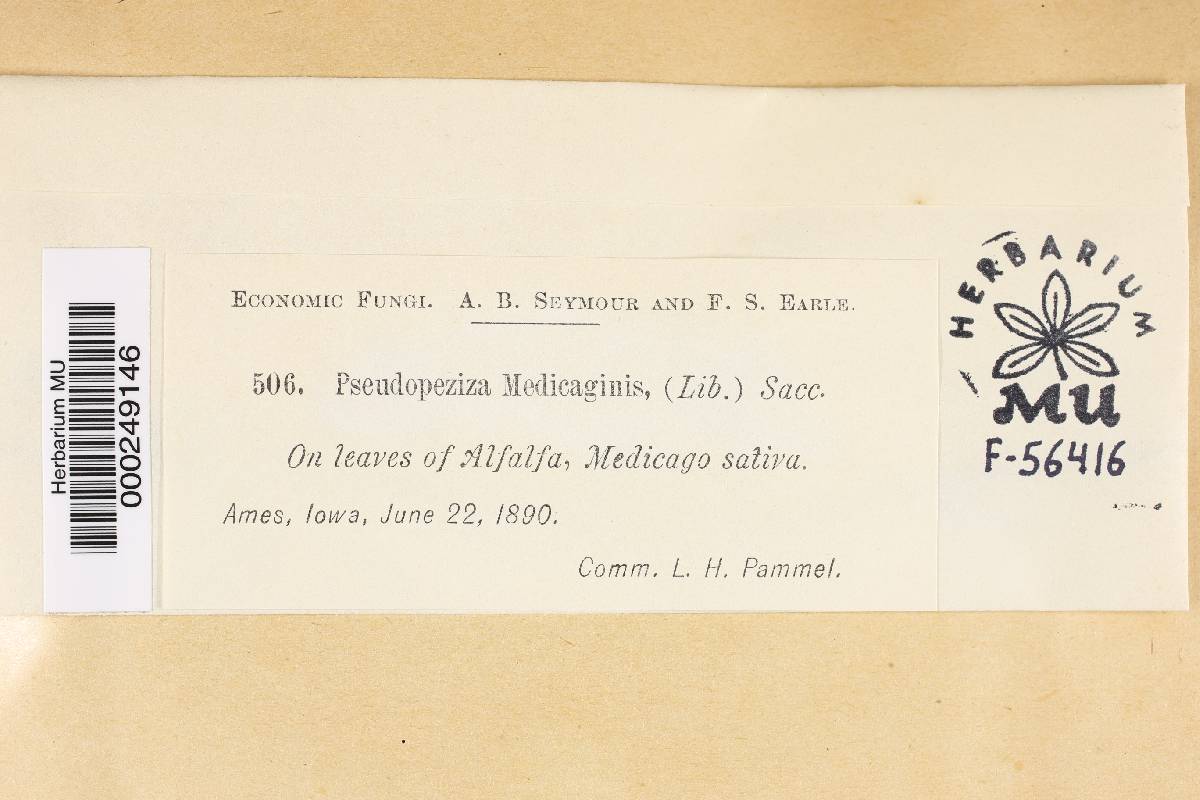 Herbarium MU
000249146
ECONOMIC FUNGI. A. B. SEYMOUR AND F. S. EARLE.
506. Pseudopeziza Medicaginis, (Lib.) Sacc.
On leaves of Alfalfa, Medicago sativa.
Ames, Iowa, June 22, 1890.
Comm. L. H. Pammel.
HERBARIUM
MU
F-56416